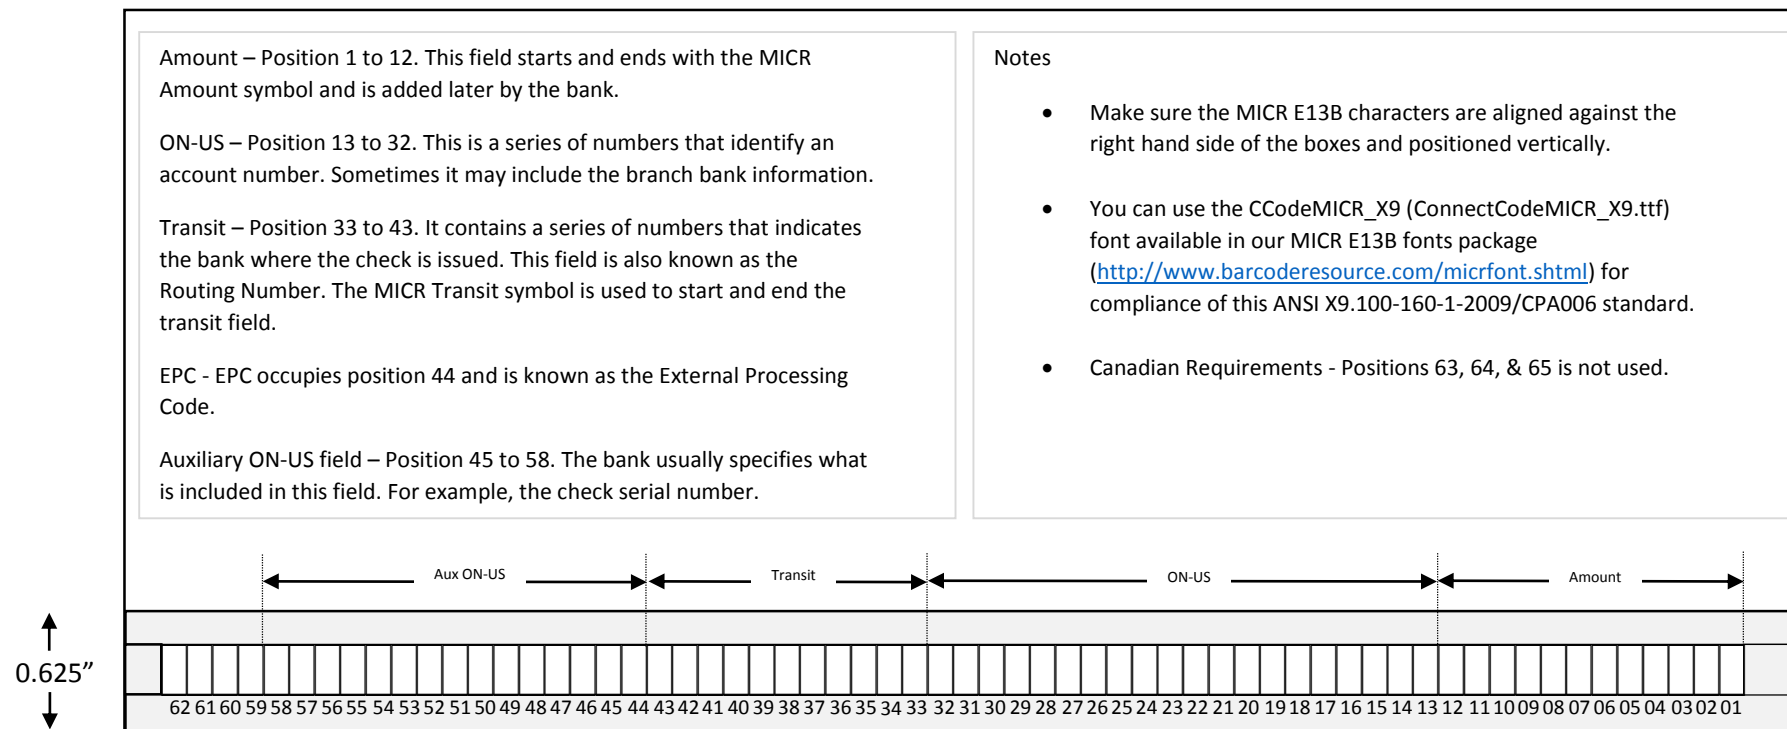 Amount – Position 1 to 12. This field starts and ends with the MICR
Amount symbol and is added later by the bank.
ON-US – Position 13 to 32. This is a series of numbers that identify an
account number. Sometimes it may include the branch bank information.
Transit – Position 33 to 43. It contains a series of numbers that indicates
the bank where the check is issued. This field is also known as the
Routing Number. The MICR Transit symbol is used to start and end the
transit field.
EPC - EPC occupies position 44 and is known as the External Processing
Code.
Auxiliary ON-US field – Position 45 to 58. The bank usually specifies what
is included in this field. For example, the check serial number.
Notes
• Make sure the MICR E13B characters are aligned against the
right hand side of the boxes and positioned vertically.
• You can use the CCodeMICR_X9 (ConnectCodeMICR_X9.ttf)
font available in our MICR E13B fonts package
(http://www.barcoderesource.com/micrfont.shtml) for
compliance of this ANSI X9.100-160-1-2009/CPA006 standard.
• Canadian Requirements - Positions 63, 64, & 65 is not used.
Aux ON-US Transit ON-US Amount
0.625”
62 61 60 59 58 57 56 55 54 53 52 51 50 49 48 47 46 45 44 43 42 41 40 39 38 37 36 35 34 33 32 31 30 29 28 27 26 25 24 23 22 21 20 19 18 17 16 15 14 13 12 11 10 09 08 07 06 05 04 03 02 01